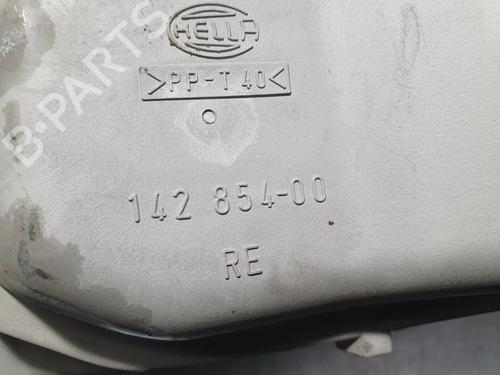 HELLA
>PP-T 40<
142 854-00
RE
B-PARTS